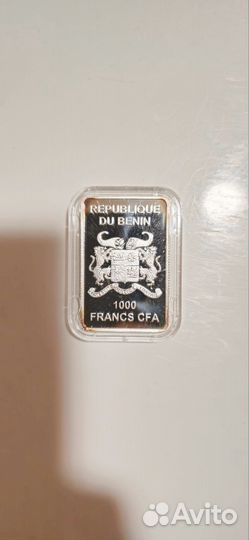 REPUBLIQUE
DU BENIN
1000
FRANCS CFA
Avito